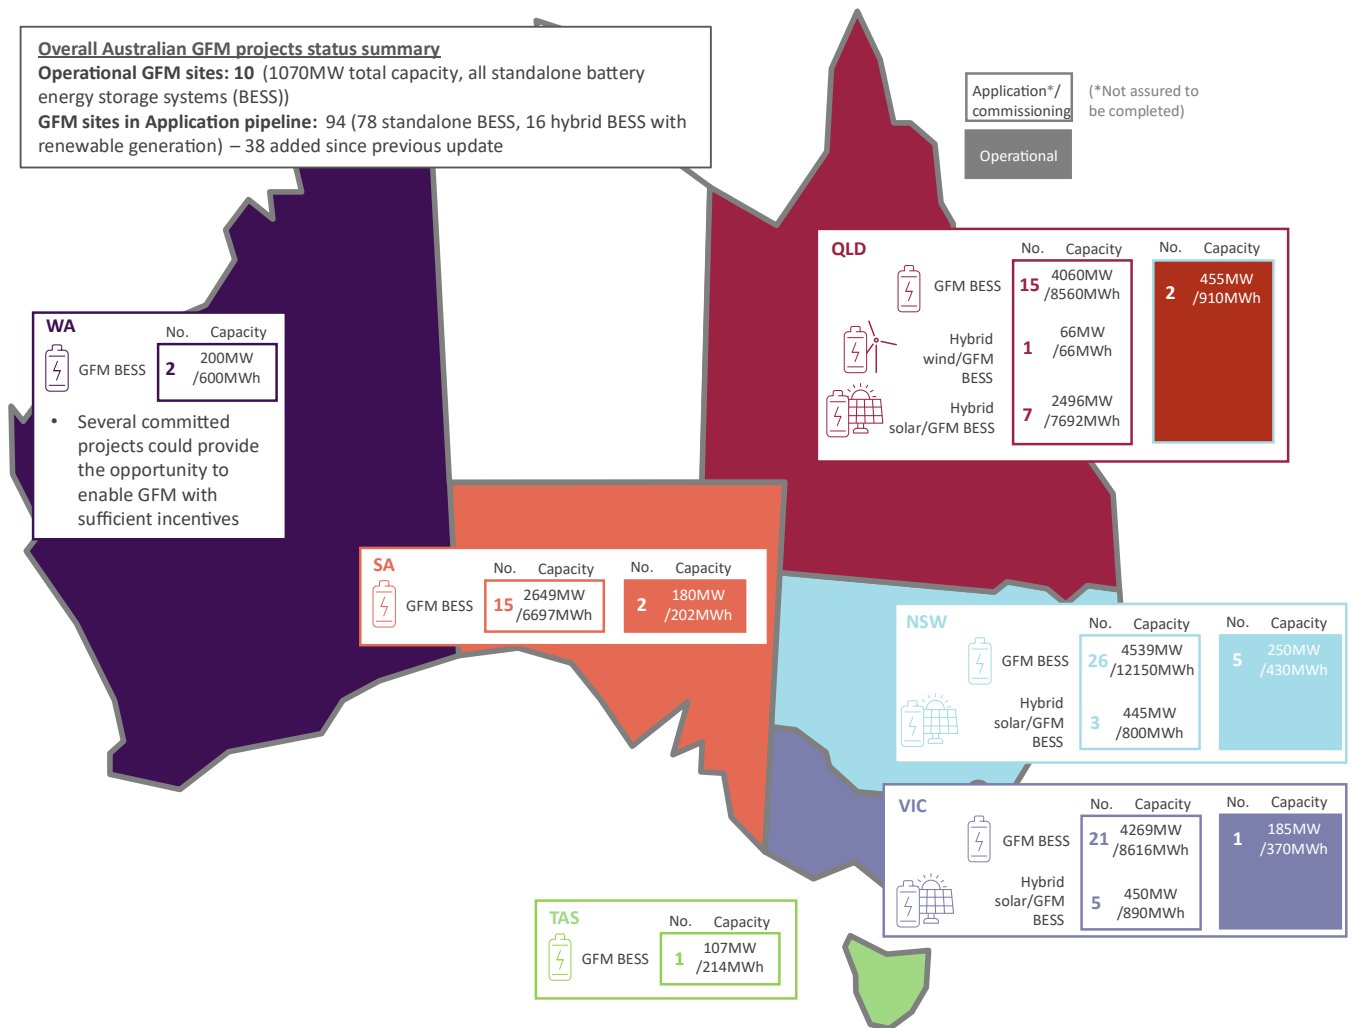 Overall Australian GFM projects status summary
Operational GFM sites: 10 (1070MW total capacity, all standalone battery
energy storage systems (BESS))
GFM sites in Application pipeline: 94 (78 standalone BESS, 16 hybrid BESS with
renewable generation) – 38 added since previous update
Application*/
commissioning
(*Not assured to
be completed)
Operational
QLD
No. Capacity
No. Capacity
GFM BESS
15
4060MW
/8560MWh
2
455MW
/910MWh
Hybrid
wind/GFM
BESS
1
66MW
/66MWh
Hybrid
solar/GFM BESS
7
2496MW
/7692MWh
WA
No. Capacity
GFM BESS
2
200MW
/600MWh
• Several committed
projects could provide
the opportunity to
enable GFM with
sufficient incentives
SA
No. Capacity
No. Capacity
GFM BESS
15
2649MW
/6697MWh
2
180MW
/202MWh
NSW
No. Capacity
No. Capacity
GFM BESS
26
4539MW
/12150MWh
5
250MW
/430MWh
Hybrid
solar/GFM
BESS
3
445MW
/800MWh
VIC
No. Capacity
No. Capacity
GFM BESS
21
4269MW
/8616MWh
1
185MW
/370MWh
Hybrid
solar/GFM
BESS
5
450MW
/890MWh
TAS
No. Capacity
GFM BESS
1
107MW
/214MWh